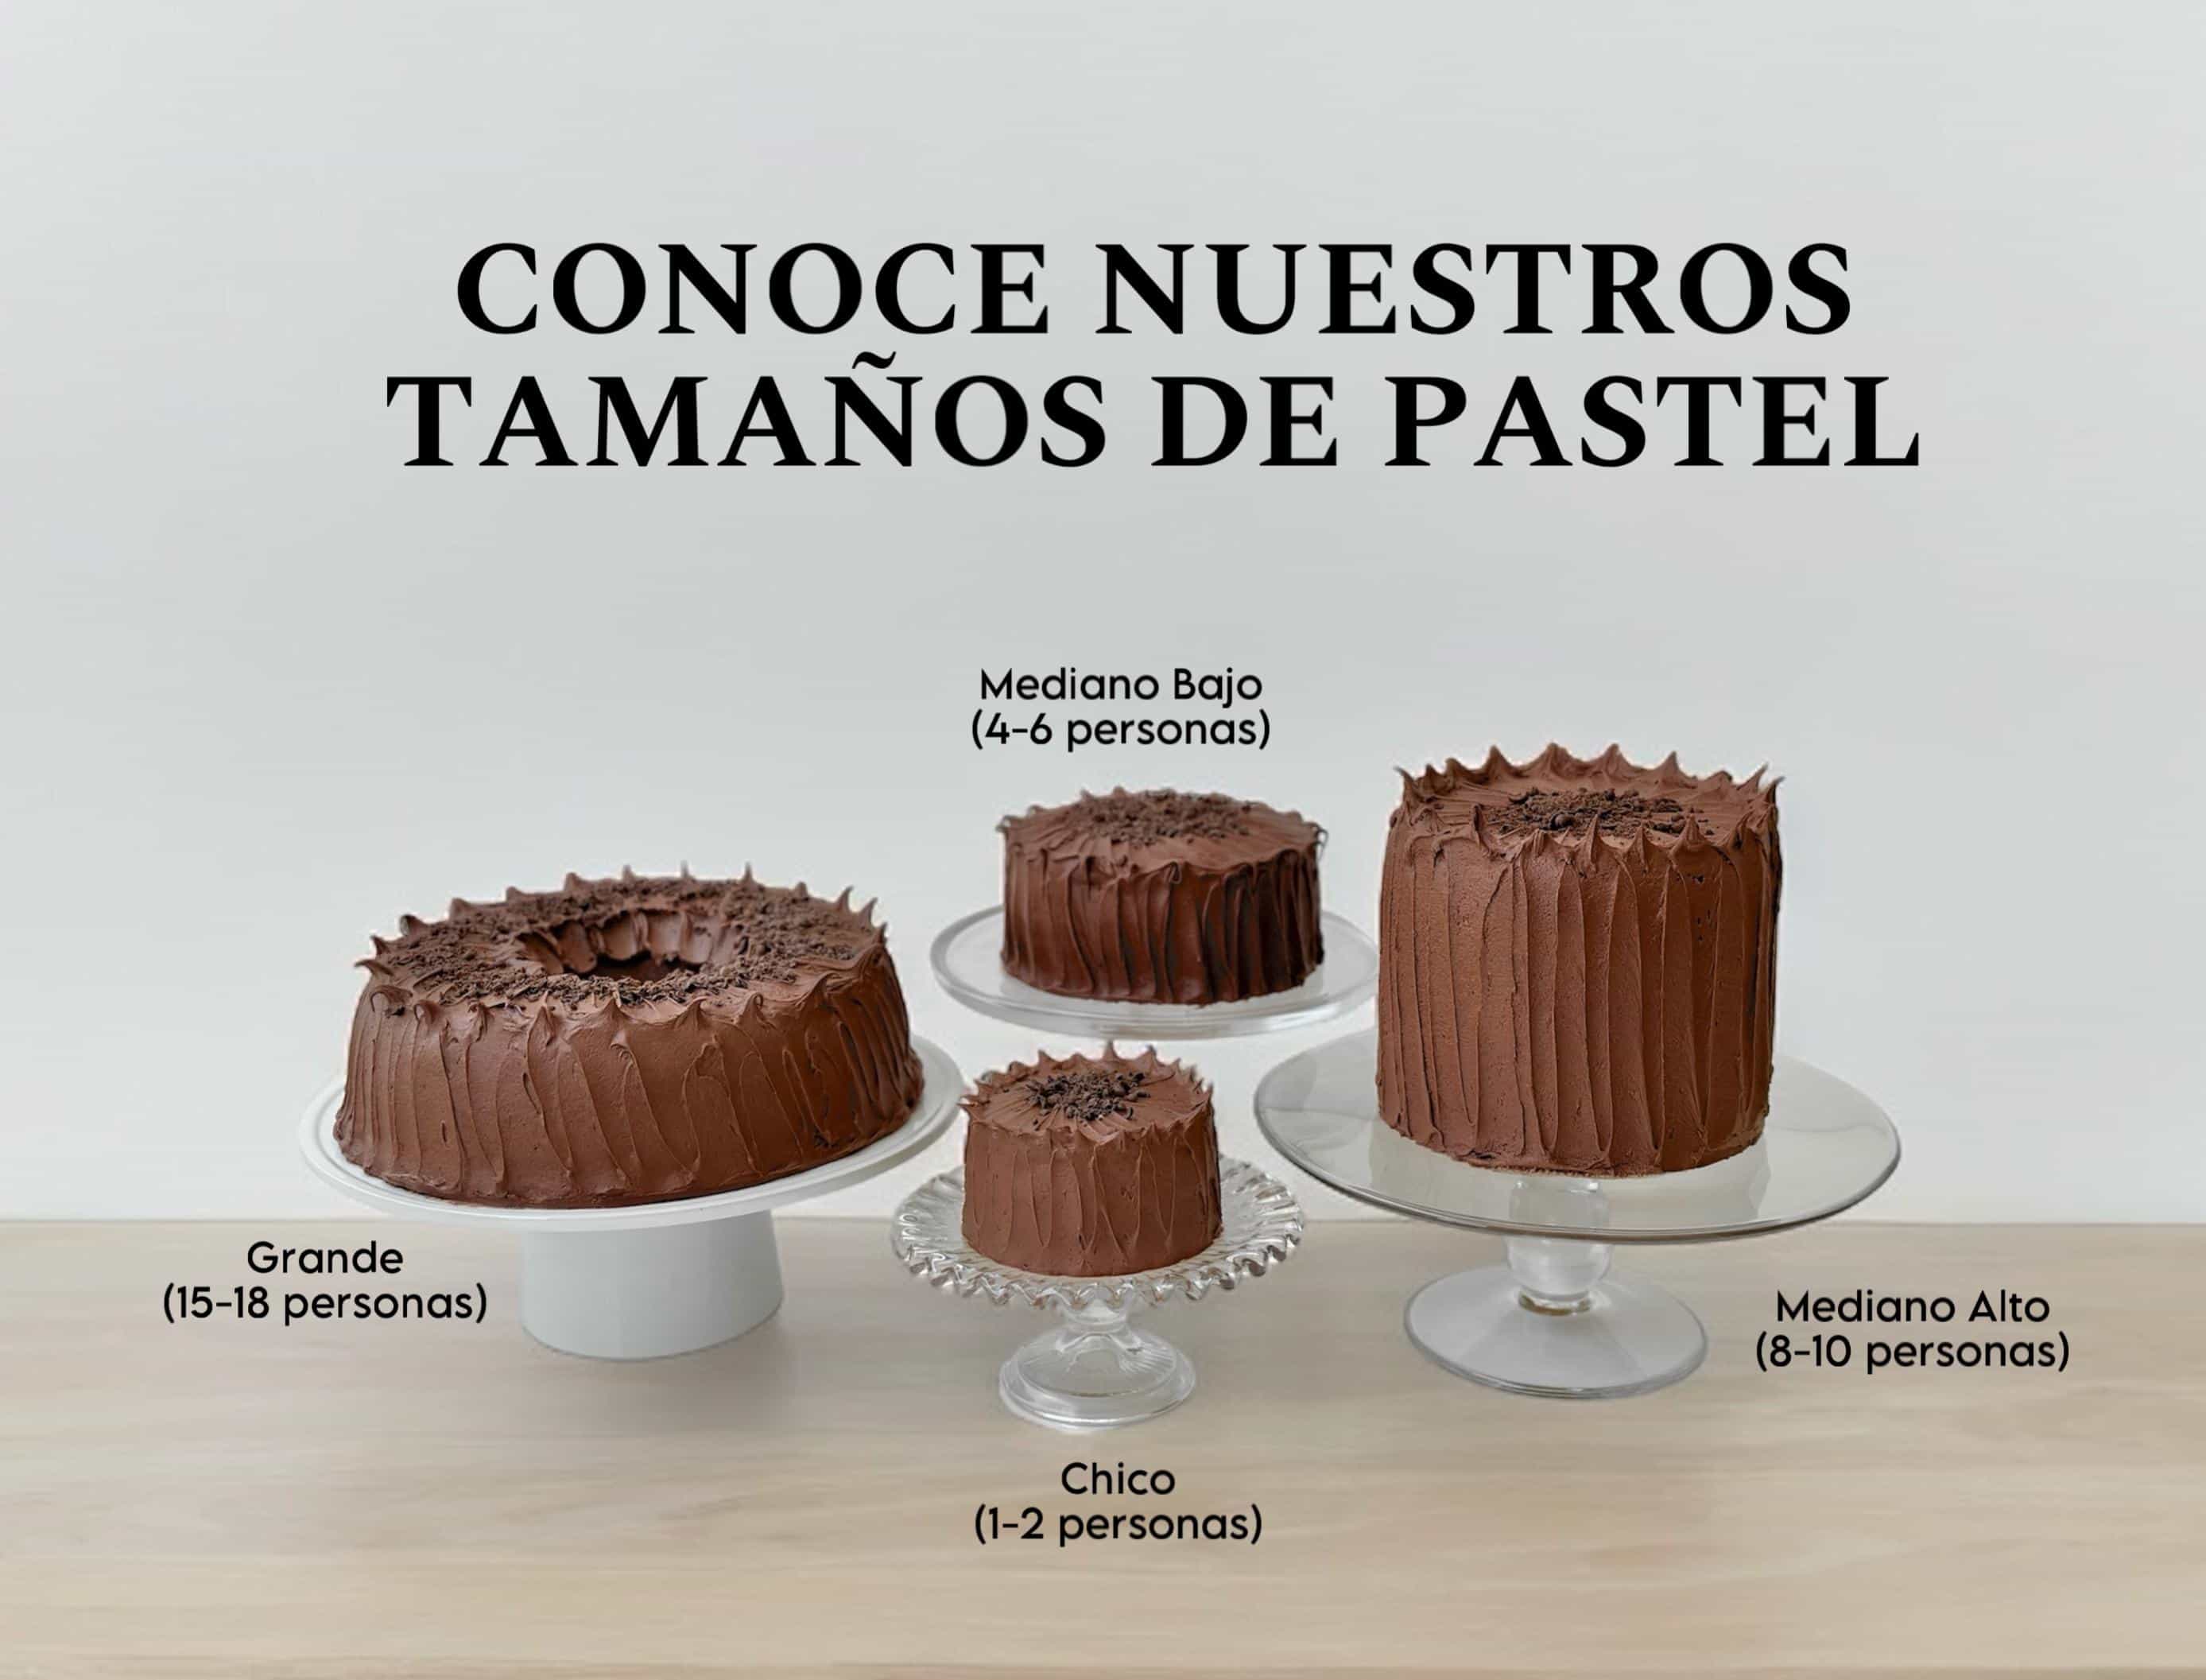 CONOCE NUESTROS
TAMAÑOS DE PASTEL
Mediano Bajo
(4-6 personas)
Grande
(15-18 personas)
Mediano Alto
(8-10 personas)
Chico
(1-2 personas)